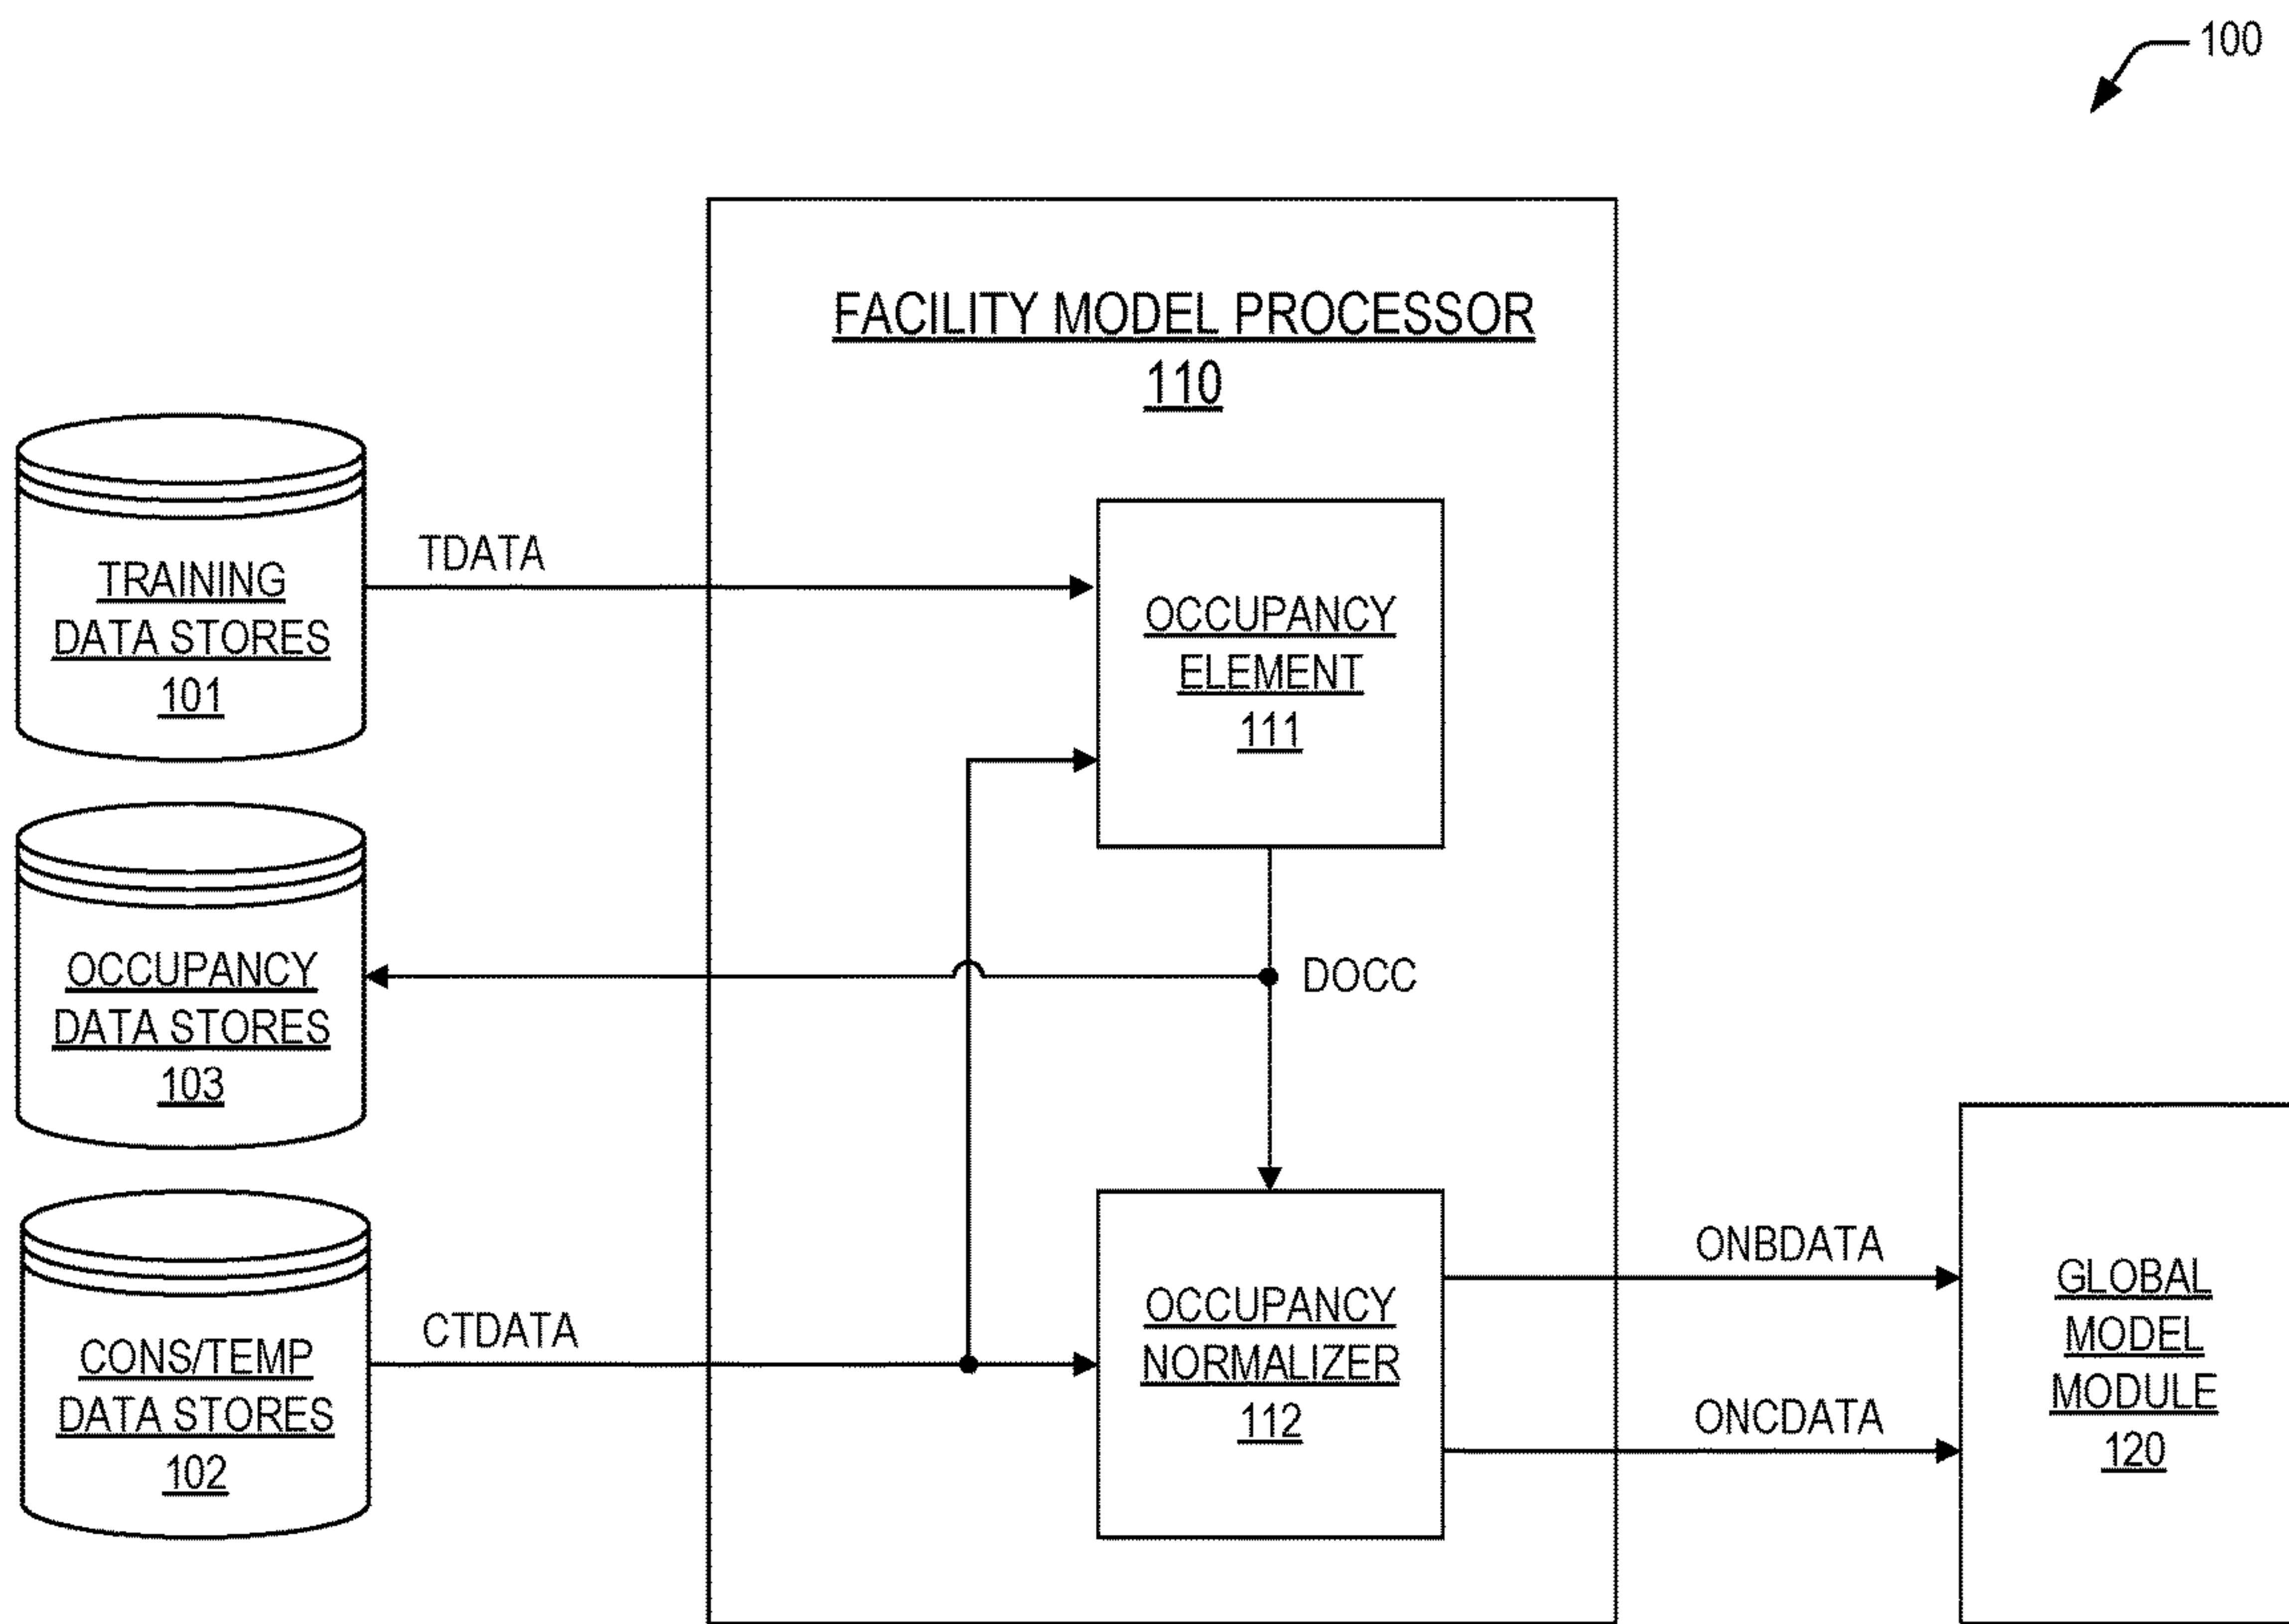 100
FACILITY MODEL PROCESSOR
110
TRAINING
DATA STORES
101
TDATA
OCCUPANCY
ELEMENT
111
OCCUPANCY
DATA STORES
103
DOCC
CONS/TEMP
DATA STORES
102
CTDATA
OCCUPANCY
NORMALIZER
112
ONBDATA
ONCDATA
GLOBAL
MODEL
MODULE
120